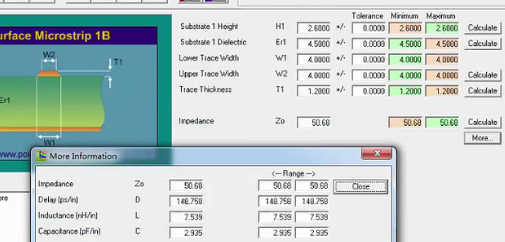 Surface Microstrip 1B
W2
T1
Er1
W1
www.po
Tolerance Minimum Maximum
Substrate 1 Height H1 2.6000 +/- 0.0000 2.6000 2.6000 Calculate
Substrate 1 Dielectric Er1 4.5000 +/- 0.0000 4.5000 4.5000 Calculate
Lower Trace Width W1 4.0000 +/- 0.0000 4.0000 4.0000
Upper Trace Width W2 4.0000 +/- 0.0000 4.0000 4.0000 Calculate
Trace Thickness T1 1.2000 +/- 0.0000 1.2000 1.2000 Calculate
Impedance Zo 50.68 50.68 50.68 Calculate
More...
More Information
<--- Range --->
Impedance Zo 50.68 50.68 50.68 Close
Delay (ps/in) D 148.758 148.758 148.758
Inductance (nH/in) L 7.539 7.539 7.539
Capacitance (pF/in) C 2.935 2.935 2.935